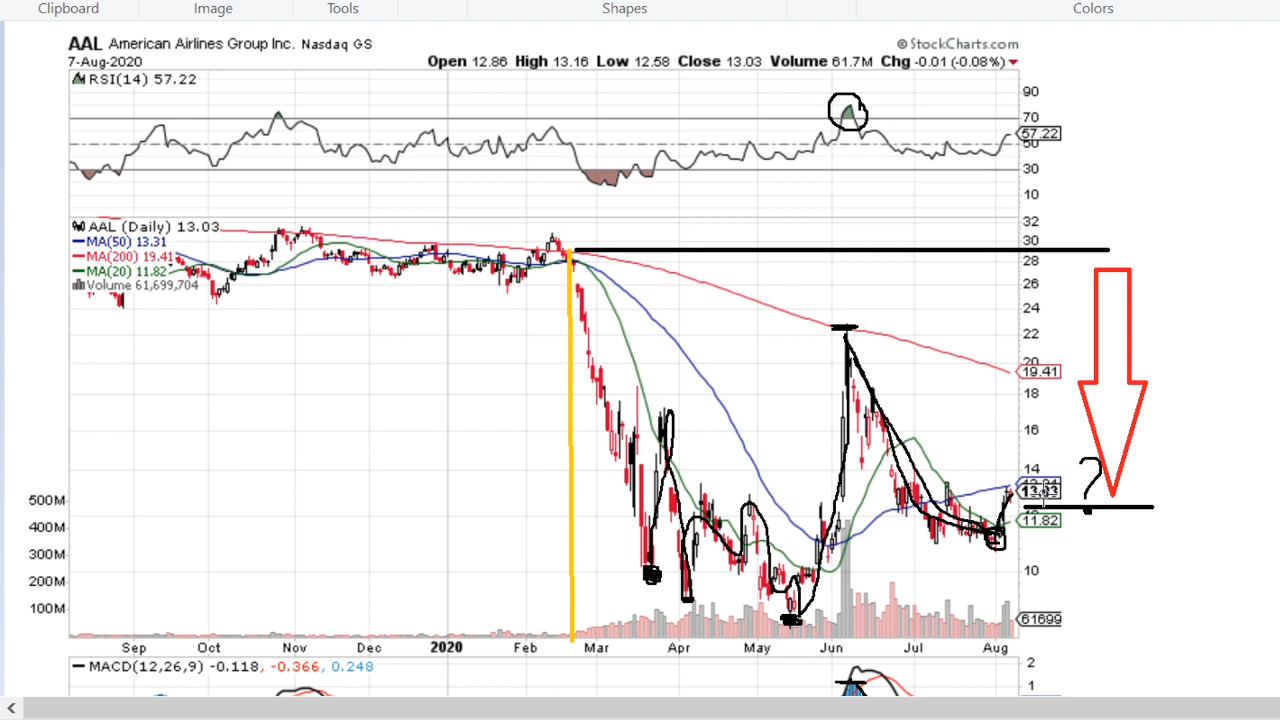 Clipboard Image Tools Shapes Colors
AAL American Airlines Group Inc. Nasdaq GS © StockCharts.com
7-Aug-2020 Open 12.86 High 13.16 Low 12.58 Close 13.03 Volume 61.7M Chg -0.01 (-0.08%)
RSI(14) 57.22
90
70
57.22
50
30
10
AAL (Daily) 13.03
MA(50) 13.31
MA(200) 19.41
MA(20) 11.82
Volume 61,699,704
32
30
28
26
24
22
20
19.41
18
16
14
?
13.03
12
11.82
10
61699
500M
400M
300M
200M
100M
Sep Oct Nov Dec 2020 Feb Mar Apr May Jun Jul Aug
MACD(12,26,9) -0.118, -0.366, 0.248
2
1